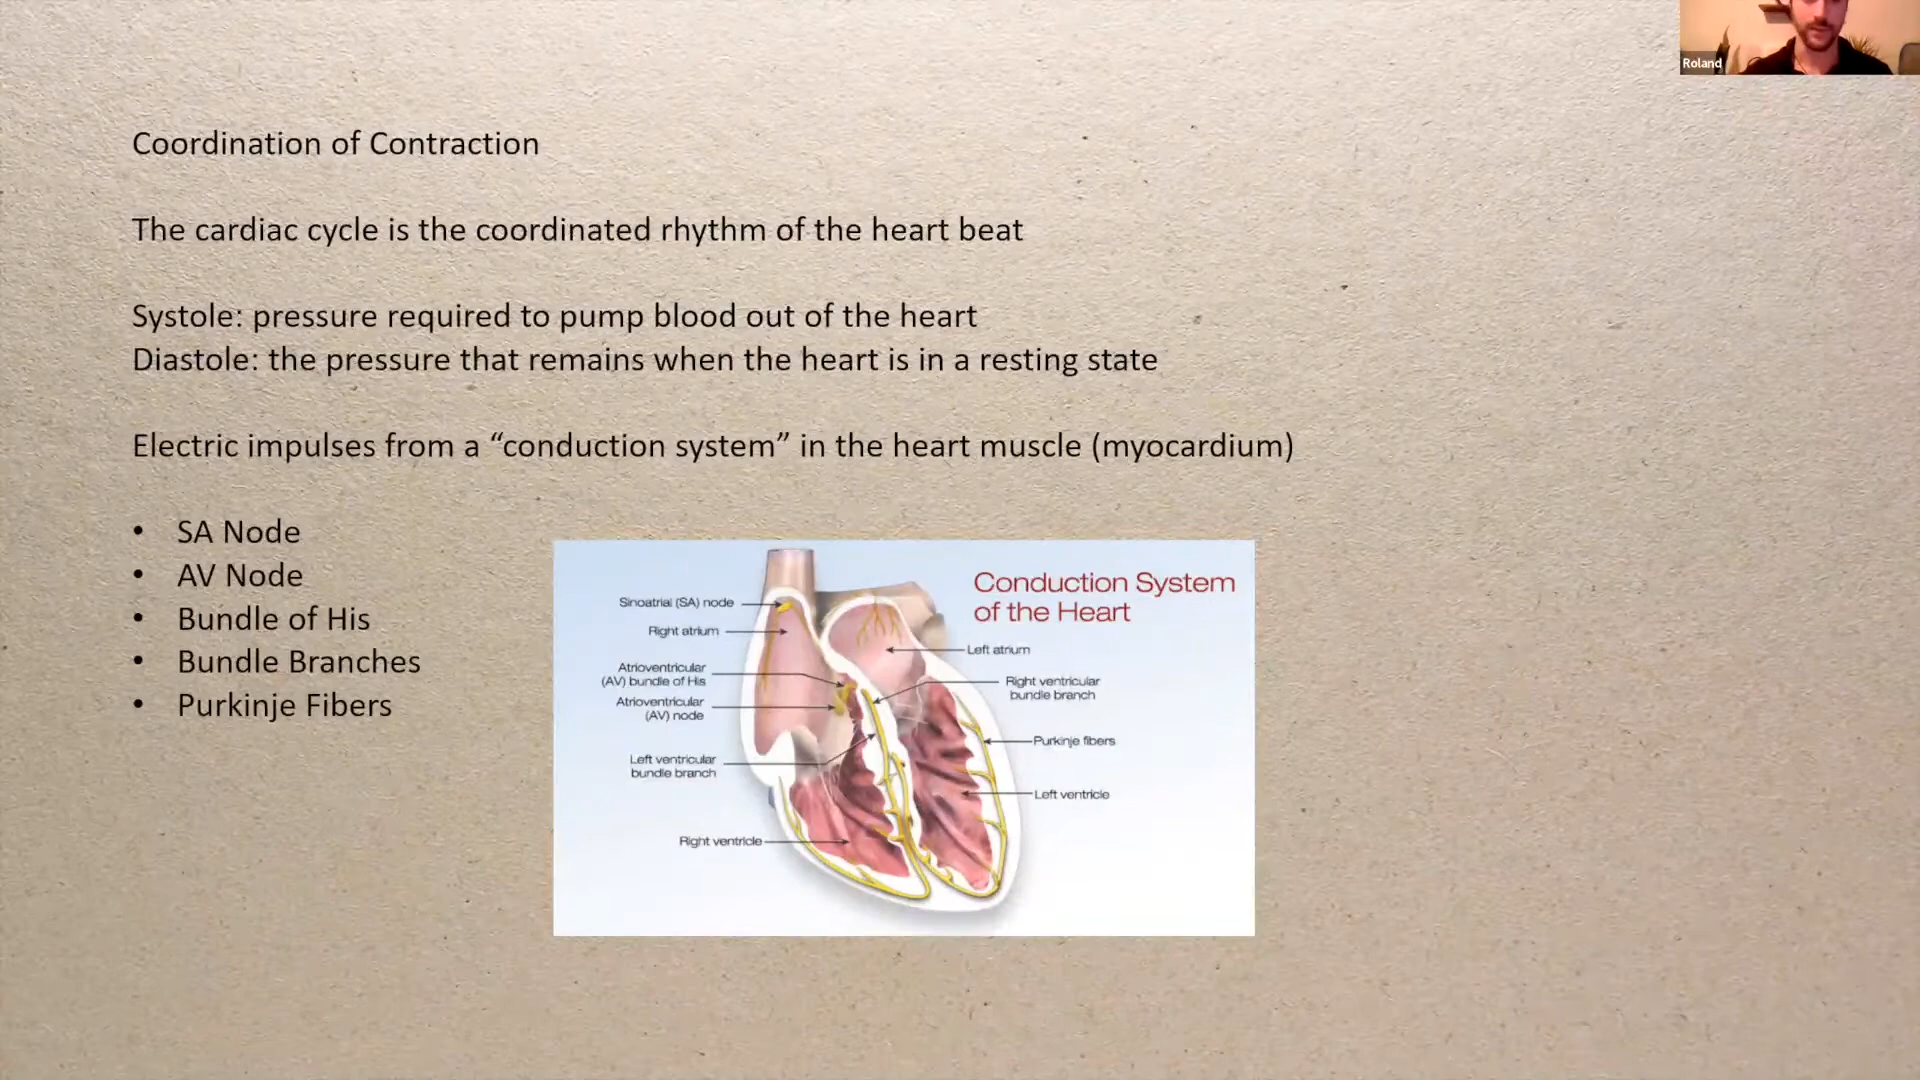 Roland
Coordination of Contraction
The cardiac cycle is the coordinated rhythm of the heart beat
Systole: pressure required to pump blood out of the heart
Diastole: the pressure that remains when the heart is in a resting state
Electric impulses from a “conduction system” in the heart muscle (myocardium)
• SA Node
• AV Node
• Bundle of His
• Bundle Branches
• Purkinje Fibers
Conduction System
of the Heart
Sinoatrial (SA) node
Right atrium
Atrioventricular
(AV) bundle of His
Atrioventricular
(AV) node
Left ventricular
bundle branch
Right ventricle
Left atrium
Right ventricular
bundle branch
Purkinje fibers
Left ventricle